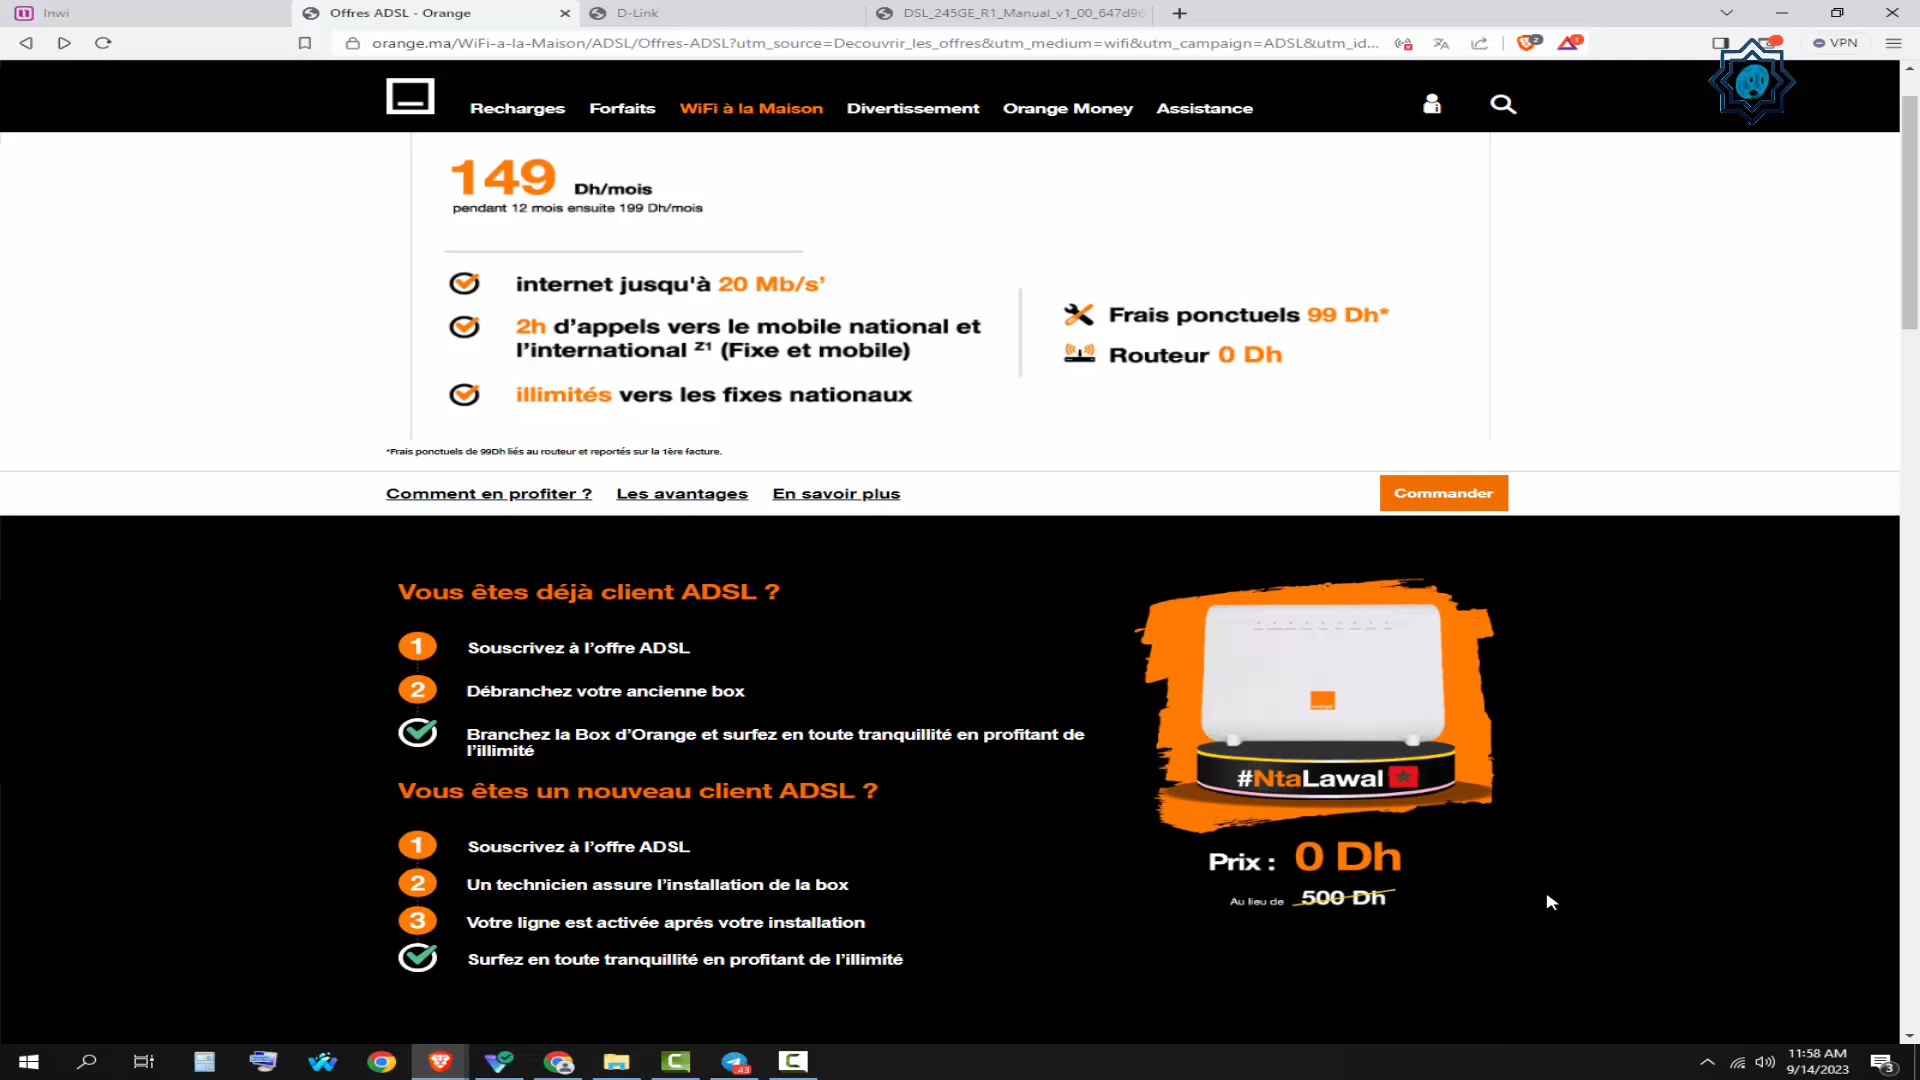 Inwi
Offres ADSL - Orange
D-Link
DSL_245GE_R1_Manual_v1_00_647d96
orange.ma/WiFi-a-la-Maison/ADSL/Offres-ADSL?utm_source=Decouvrir_les_offres&utm_medium=wifi&utm_campaign=ADSL&utm_id...
2
1
VPN
Recharges
Forfaits
WiFi à la Maison
Divertissement
Orange Money
Assistance
149 Dh/mois
pendant 12 mois ensuite 199 Dh/mois
internet jusqu'à 20 Mb/s'
2h d'appels vers le mobile national et
l'international Z1 (Fixe et mobile)
illimités vers les fixes nationaux
Frais ponctuels 99 Dh*
Routeur 0 Dh
*Frais ponctuels de 99Dh liés au routeur et reportés sur la 1ère facture.
Comment en profiter ?
Les avantages
En savoir plus
Commander
Vous êtes déjà client ADSL ?
1 Souscrivez à l'offre ADSL
2 Débranchez votre ancienne box
Branchez la Box d'Orange et surfez en toute tranquillité en profitant de
l'illimité
Vous êtes un nouveau client ADSL ?
1 Souscrivez à l'offre ADSL
2 Un technicien assure l'installation de la box
3 Votre ligne est activée aprés votre installation
Surfez en toute tranquillité en profitant de l'illimité
#NtaLawal
Prix : 0 Dh
Au lieu de 500 Dh
43
11:58 AM
9/14/2023
3